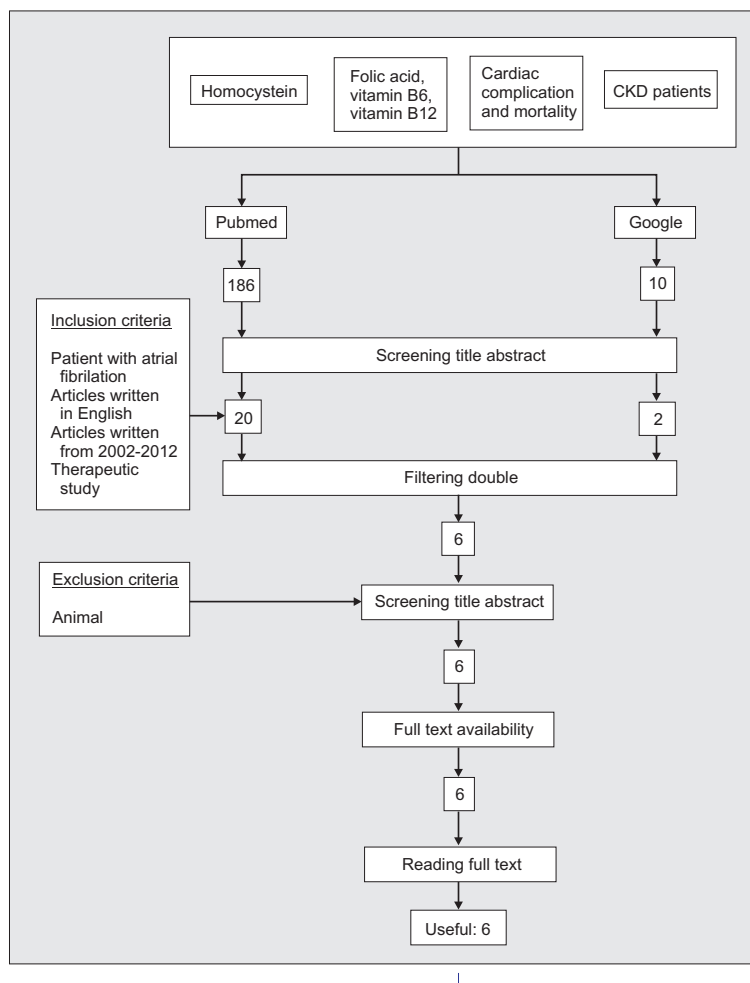 Homocystein
Folic acid,
vitamin B6,
vitamin B12
Cardiac
complication
and mortality
CKD patients
Pubmed
Google
186
10
Inclusion criteria
Patient with atrial
fibrilation
Articles written
in English
Articles written
from 2002-2012
Therapeutic
study
Screening title abstract
20
2
Filtering double
6
Exclusion criteria
Animal
Screening title abstract
6
Full text availability
6
Reading full text
Useful: 6